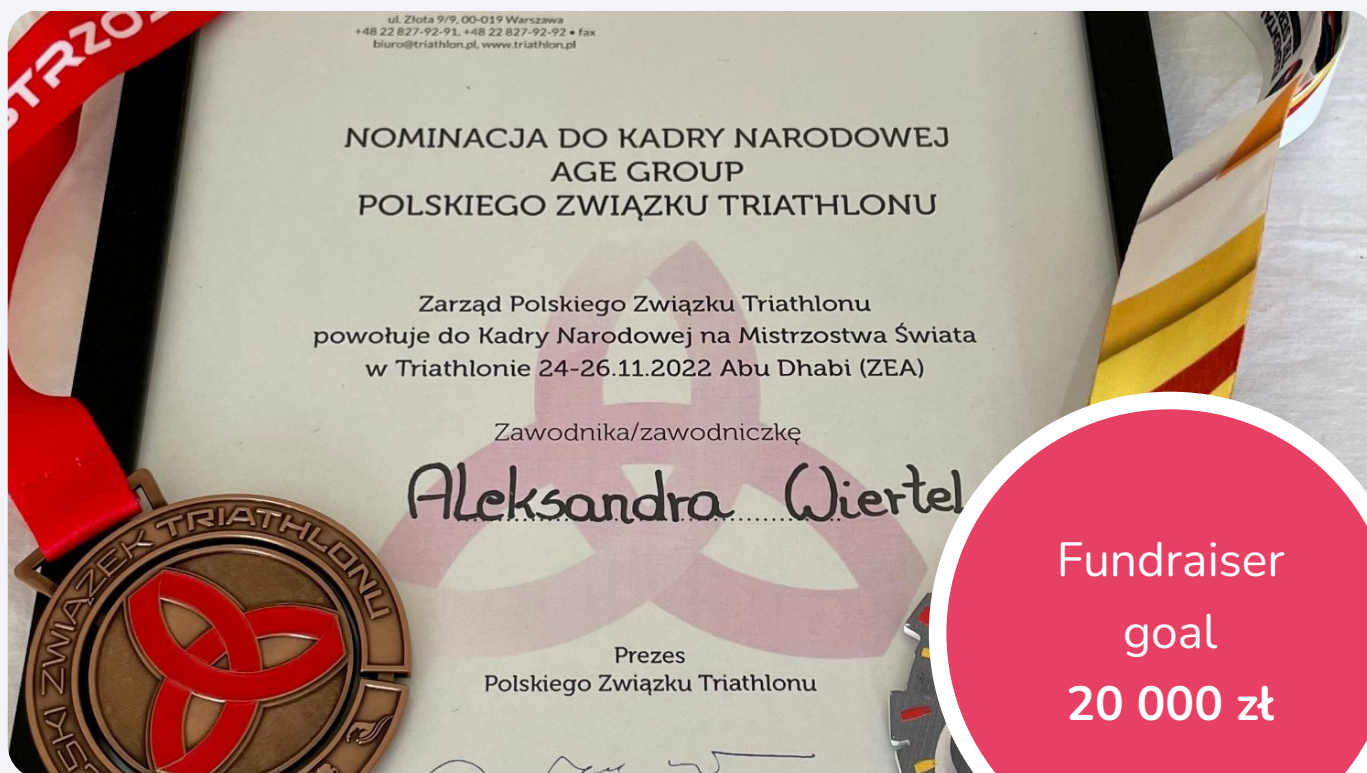 ul. Złota 9/9, 00-019 Warszawa
+48 22 827-92-91, +48 22 827-92-92 • fax
biuro@triathlon.pl, www.triathlon.pl
NOMINACJA DO KADRY NARODOWEJ
AGE GROUP
POLSKIEGO ZWIĄZKU TRIATHLONU
Zarząd Polskiego Związku Triathlonu
powołuje do Kadry Narodowej na Mistrzostwa Świata
w Triathlonie 24-26.11.2022 Abu Dhabi (ZEA)
Zawodnika/zawodniczkę
Aleksandra Wiertel
Prezes
Polskiego Związku Triathlonu
STRZO
SKI ZWIĄZEK TRIATHLONU
Fundraiser
goal
20 000 zł